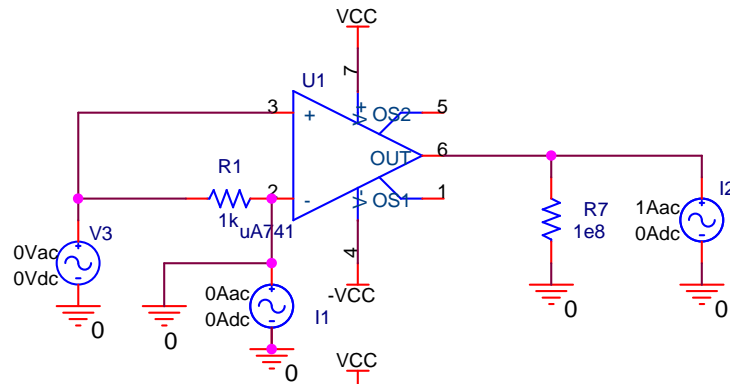 VCC
U1
7
3
+
V+
OS2
5
R1
OUT
6
2
-
1k
uA741
V-
OS1
1
V3
0Vac
0Vdc
+
-
0
0
4
-VCC
0Aac
0Adc
+
-
I1
0
R7
1e8
0
I2
1Aac
0Adc
+
-
0
VCC